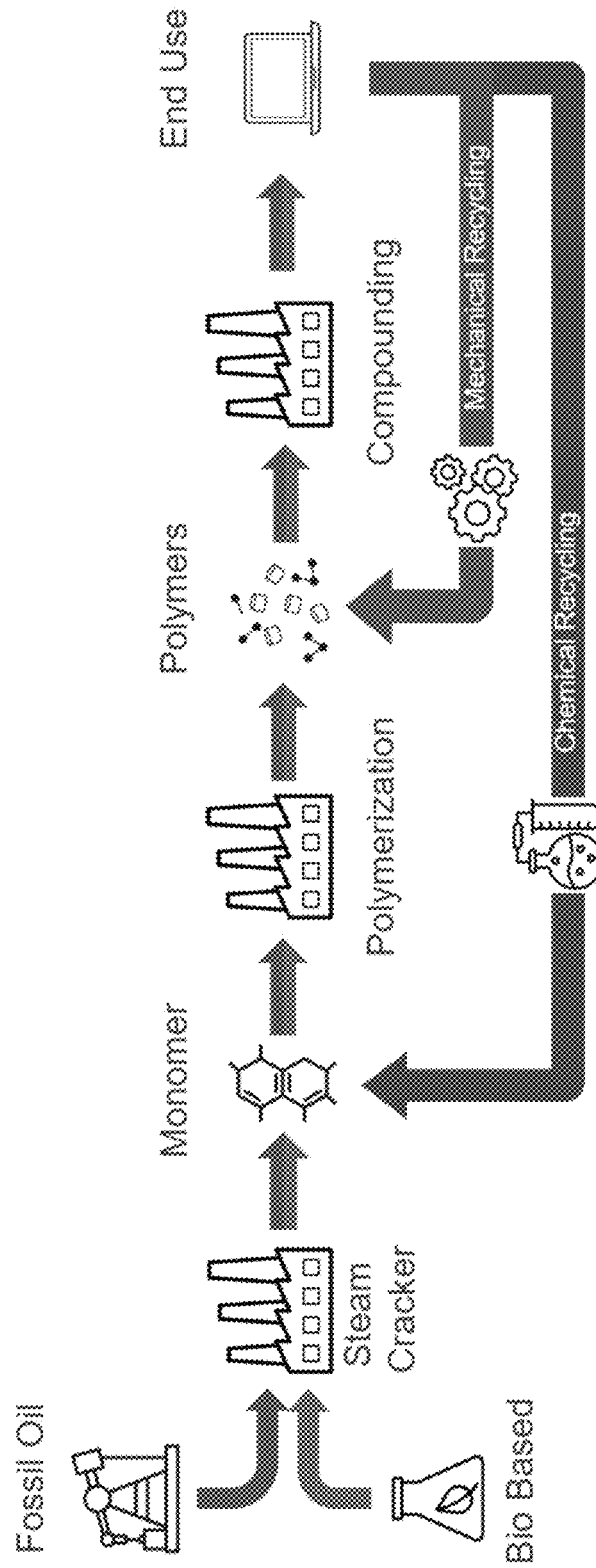 Fossil Oil
Bio Based
Steam
Cracker
Monomer
Polymerization
Polymers
Compounding
End Use
Mechanical Recycling
Chemical Recycling